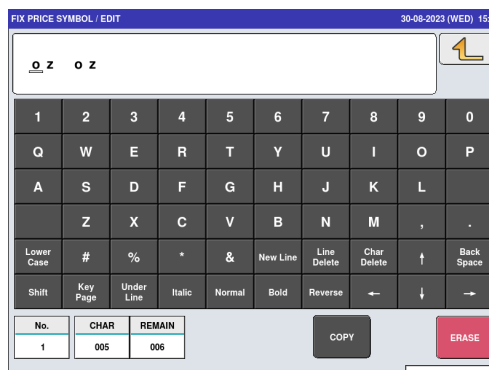 FIX PRICE SYMBOL / EDIT 30-08-2023 (WED) 15:
oz oz
1 2 3 4 5 6 7 8 9 0
Q W E R T Y U I O P
A S D F G H J K L
Z X C V B N M , .
Lower Case # % * & New Line Line Delete Char Delete ↑ Back Space
Shift Key Page Under Line Italic Normal Bold Reverse ← ↓ →
No. CHAR REMAIN COPY ERASE
1 005 006